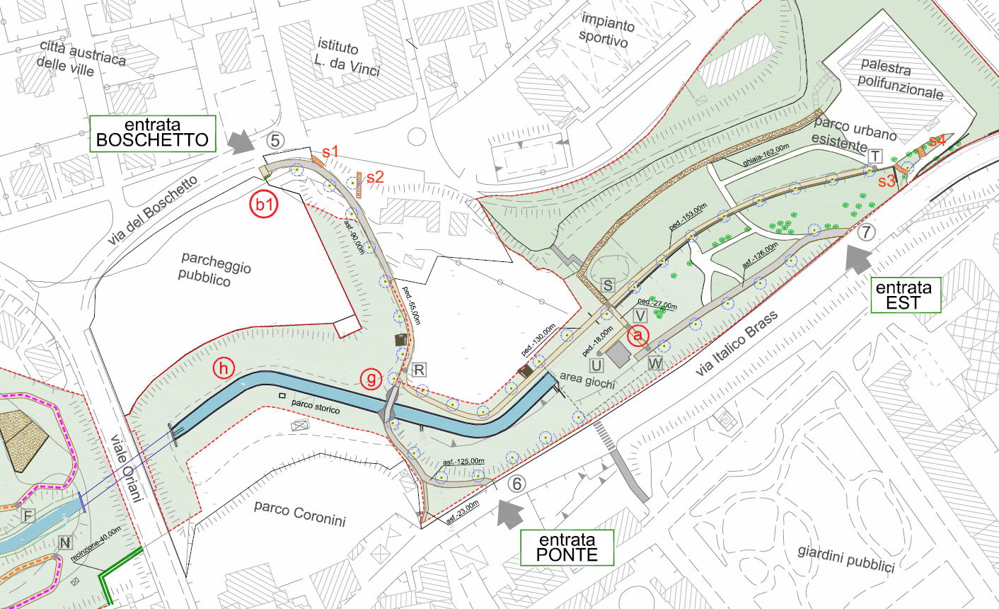 città austriaca
delle ville
istituto
L. da Vinci
impianto
sportivo
palestra
polifunzionale
entrata
BOSCHETTO
5
s1
s2
b1
via del Boschetto
parco urbano
esistente
s4
T
s3
ghiaia-162,00m
ped.-153,00m
asf.-90,00m
asf.-126,00m
7
entrata
EST
parcheggio
pubblico
ped.-55,00m
S
ped.-27,00m
V
a
ped.-130,00m
ped.-18,00m
U
W
via Italico Brass
area giochi
h
g
R
parco storico
viale Oriani
asf.-125,00m
6
asf.-23,00m
parco Coronini
entrata
PONTE
giardini pubblici
F
N
recinzione-40,00m